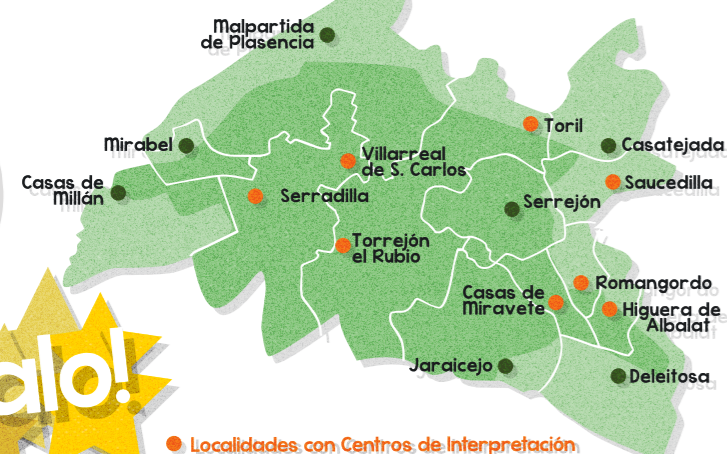 Malpartida
de Plasencia
Toril
Mirabel
Casatejada
Villarreal
de S. Carlos
Casas de
Millán
Saucedilla
Serradilla
Serrejón
Torrejón
el Rubio
Romangordo
Casas de
Miravete
Higuera de
Albalat
Jaraicejo
Deleitosa
alo!
Localidades con Centros de Interpretación